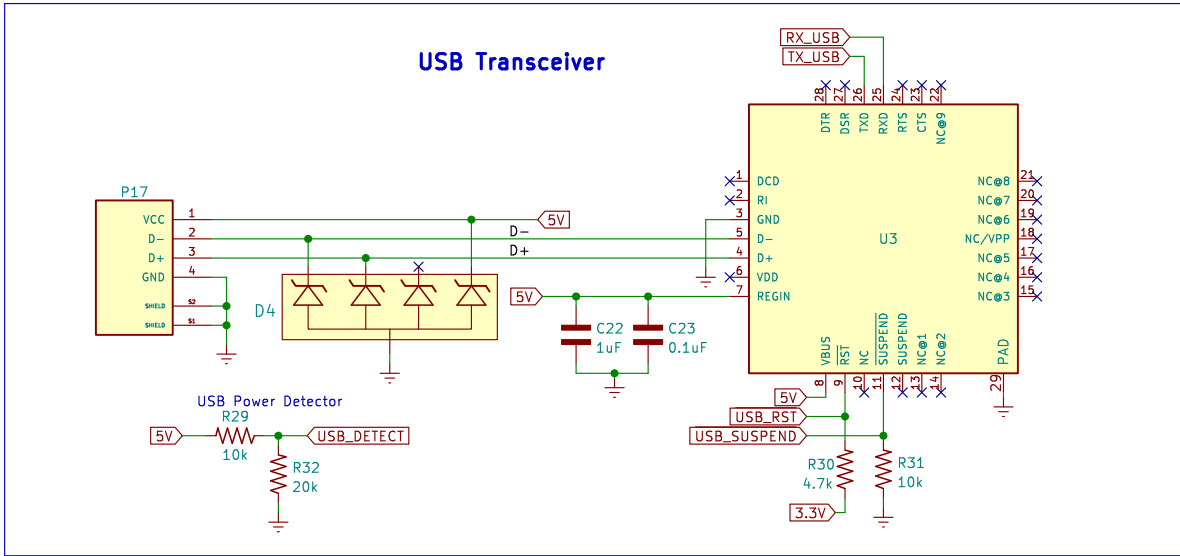 USB Transceiver
RX_USB
TX_USB
28 27 26 25 24 23 22
DTR DSR TXD RXD RTS CTS NC@9
P17
VCC 1
D- 2
D+ 3
GND 4
SHIELD S2
SHIELD S1
5V
D-
D+
D4
5V
C22
1uF
C23
0.1uF
U3
1 DCD
2 RI
3 GND
5 D-
4 D+
6 VDD
7 REGIN
NC@8 21
NC@7 20
NC@6 19
NC/VPP 18
NC@5 17
NC@4 16
NC@3 15
VBUS RST NC SUSPEND SUSPEND NC@1 NC@2 PAD
8 9 10 11 12 13 14 29
5V
USB_RST
USB_SUSPEND
R30
4.7k
R31
10k
3.3V
USB Power Detector
R29
5V
10k
USB_DETECT
R32
20k